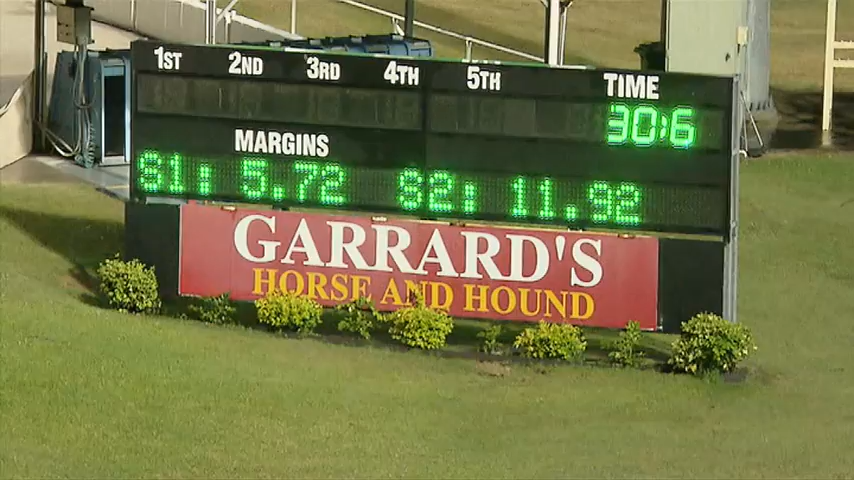 1ST 2ND 3RD 4TH 5TH TIME
30:6
MARGINS
S1: 5.72 S2: 11.92
GARRARD'S
HORSE AND HOUND